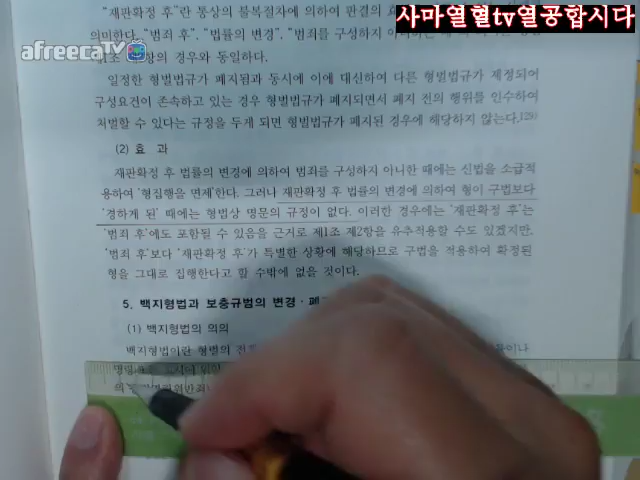 사마열혈tv열공합시다
afreecaTV
"재판확정 후"란 통상의 불복절차에 의하여 판결의
의미한다. "범죄 후", "법률의 변경", "범죄를 구성하지
경우와 동일하다.
일정한 형벌법규가 폐지됨과 동시에 이에 대신하여 다른 형벌법규가 제정되어
구성요건이 존속하고 있는 경우 형벌법규가 폐지되면서 폐지 전의 행위를 인수하여
처벌할 수 있다는 규정을 두게 되면 형벌법규가 폐지된 경우에 해당하지 않는다.129)
(2) 효 과
재판확정 후 법률의 변경에 의하여 범죄를 구성하지 아니한 때에는 신법을 소급적
용하여 '형집행을 면제'한다. 그러나 재판확정 후 법률의 변경에 의하여 형이 구법보다
'경하게 된' 때에는 형법상 명문의 규정이 없다. 이러한 경우에는 '재판확정 후'는
'범죄 후'에도 포함될 수 있음을 근거로 제1조 제2항을 유추적용할 수도 있겠지만,
'범죄 후'보다 '재판확정 후'가 특별한 상황에 해당하므로 구법을 적용하여 확정된
형을 그대로 집행한다고 할 수밖에 없을 것이다.
5. 백지형법과 보충규범의 변경·폐
(1) 백지형법의 의의
백지형법이란 형벌의 전